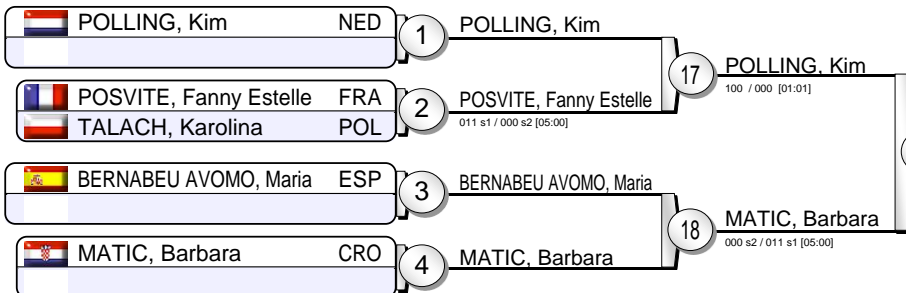 POLLING, Kim NED
1
POLLING, Kim
17
POLLING, Kim
100 / 000 [01:01]
POSVITE, Fanny Estelle FRA
TALACH, Karolina POL
2
POSVITE, Fanny Estelle
011 s1 / 000 s2 [05:00]
BERNABEU AVOMO, Maria ESP
3
BERNABEU AVOMO, Maria
18
MATIC, Barbara
000 s2 / 011 s1 [05:00]
MATIC, Barbara CRO
4
MATIC, Barbara